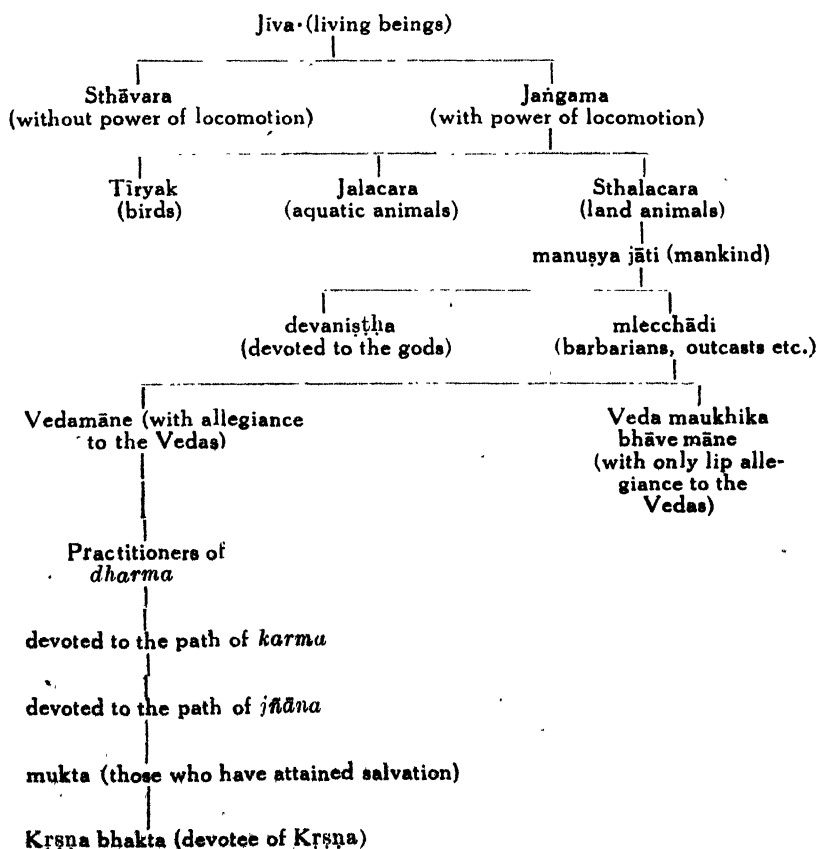 Jīva (living beings)
Sthāvara Jaṅgama
(without power of locomotion) (with power of locomotion)
Tīryak Jalacara Sthalacara
(birds) (aquatic animals) (land animals)
manuṣya jāti (mankind)
devaniṣṭha mlecchādi
(devoted to the gods) (barbarians, outcasts etc.)
Vedamāne (with allegiance
to the Vedas)
Veda maukhika
bhāve māne
(with only lip alle-
giance to the
Vedas)
Practitioners of
dharma
devoted to the path of karma
devoted to the path of jñāna
mukta (those who have attained salvation)
Kṛṣṇa bhakta (devotee of Kṛṣṇa)